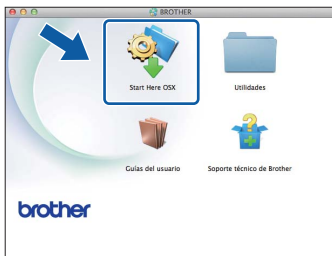 BROTHER
Start Here OSX
Utilidades
Guías del usuario
Soporte técnico de Brother
brother